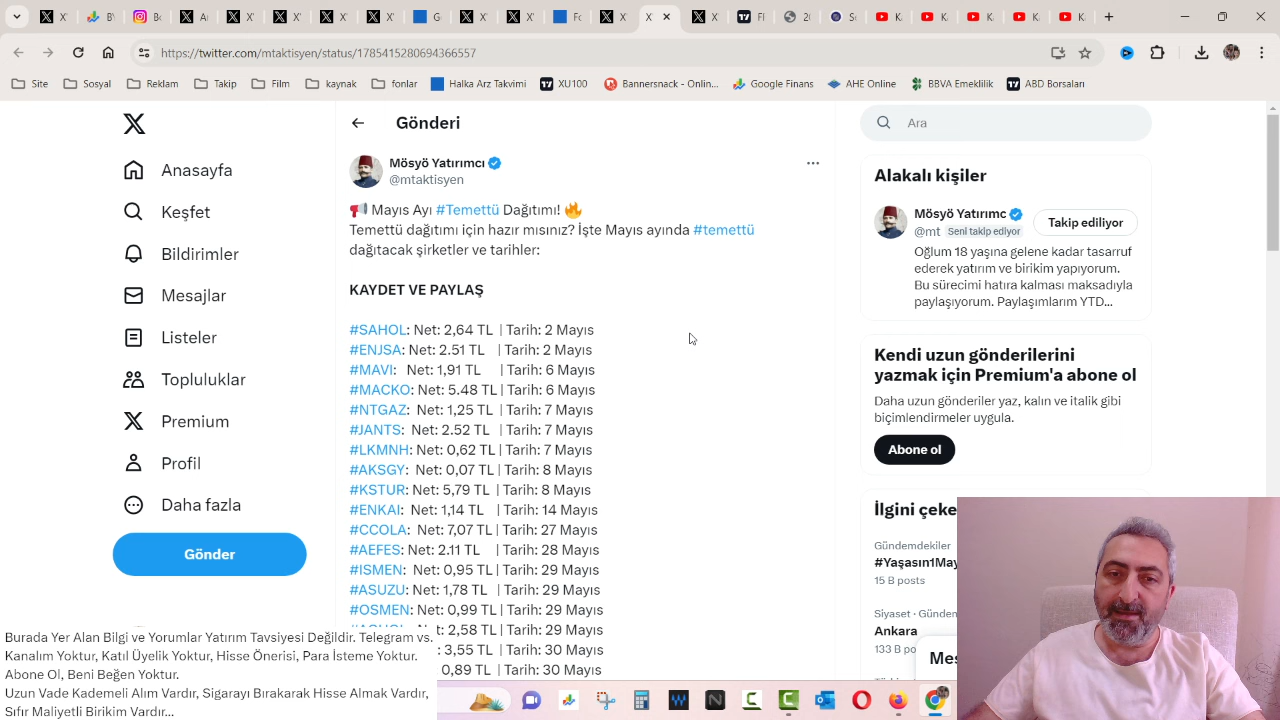 Fo
Se
https://twitter.com/mtaktisyen/status/178541528094366557
Site
Sosyal
Reklam
Film
kaynak
fonlar
Halka Arz Takvimi
XU100
Bannersnack - Onlin...
Google Finans
AHE Online
BBVA Emeklilik
ABD Borsaları
Gönderi
Ara
Anasayfa
Keşfet
Bildirimler
Mesajlar
Listeler
Topluluklar
Premium
Profil
Daha fazla
Gönder
Mösyö Yatırımcı
@mtaktisyen
Mayıs Ayı #Temettü Dağıtımı!
Temettü dağıtımı için hazır mısınız? İşte Mayıs ayında #temettü
dağıtacak şirketler ve tarihler:
KAYDET VE PAYLAŞ
#SAHOL: Net: 2,64 TL | Tarih: 2 Mayıs
#ENJSA: Net: 2.51 TL | Tarih: 2 Mayıs
#MAVI: Net: 1,91 TL | Tarih: 6 Mayıs
#MACKO: Net: 5.48 TL | Tarih: 6 Mayıs
#NTGAZ: Net: 1,25 TL | Tarih: 7 Mayıs
#JANTS: Net: 2.52 TL | Tarih: 7 Mayıs
#LKMNH: Net: 0,62 TL | Tarih: 7 Mayıs
#AKSGY: Net: 0,07 TL | Tarih: 8 Mayıs
#KSTUR: Net: 5,79 TL | Tarih: 8 Mayıs
#ENKAI: Net: 1,14 TL | Tarih: 14 Mayıs
#CCOLA: Net: 7,07 TL | Tarih: 27 Mayıs
#AEFES: Net: 2.11 TL | Tarih: 28 Mayıs
#ISMEN: Net: 0,95 TL | Tarih: 29 Mayıs
#ASUZU: Net: 1,78 TL | Tarih: 29 Mayıs
#OSMEN: Net: 0,99 TL | Tarih: 29 Mayıs
2,58 TL | Tarih: 30 Mayıs
3,55 TL | Tarih: 30 Mayıs
0,89 TL | Tarih: 30 Mayıs
Alakalı kişiler
Mösyö Yatırımc
@mt Seni takip ediyor
Takip ediliyor
Oğlum 18 yaşına gelene kadar tasarruf
ederek yatırım ve birikim yapıyorum.
Bu sürecimi hatıra kalması maksadıyla
paylaşıyorum. Paylaşımlarım YTD...
Kendi uzun gönderilerini
yazmak için Premium'a abone ol
Daha uzun gönderiler yaz, kalın ve italik gibi
biçimlendirmeler uygula.
Abone ol
İlgini çeke
Gündemdekiler
#Yaşasın1May
15 B posts
Siyaset · Günden
Ankara
133 B po
Mes
Burada Yer Alan Bilgi ve Yorumlar Yatırım Tavsiyesi Değildir. Telegram vs.
Kanalım Yoktur, Katıl Üyelik Yoktur, Hisse Önerisi, Para İsteme Yoktur.
Abone Ol, Beni Beğen Yoktur.
Uzun Vade Kademeli Alım Vardır, Sigarayı Bırakarak Hisse Almak Vardır,
Sıfır Maliyetli Birikim Vardır...